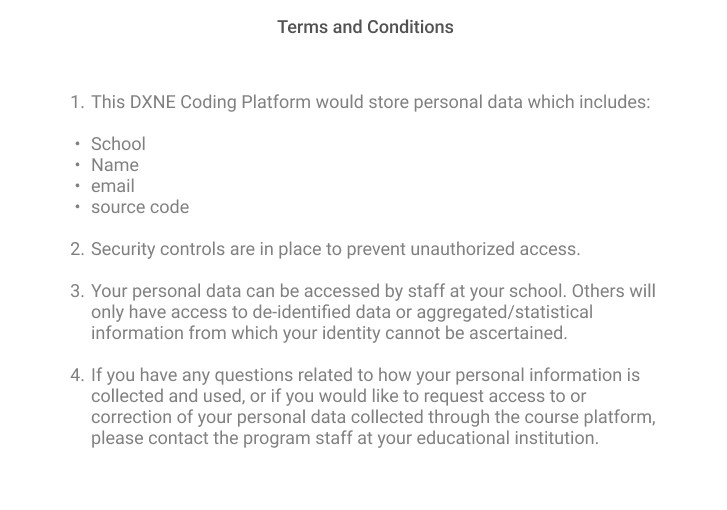 Terms and Conditions
1. This DXNE Coding Platform would store personal data which includes:
• School
• Name
• email
• source code
2. Security controls are in place to prevent unauthorized access.
3. Your personal data can be accessed by staff at your school. Others will
only have access to de-identified data or aggregated/statistical
information from which your identity cannot be ascertained.
4. If you have any questions related to how your personal information is
collected and used, or if you would like to request access to or
correction of your personal data collected through the course platform,
please contact the program staff at your educational institution.